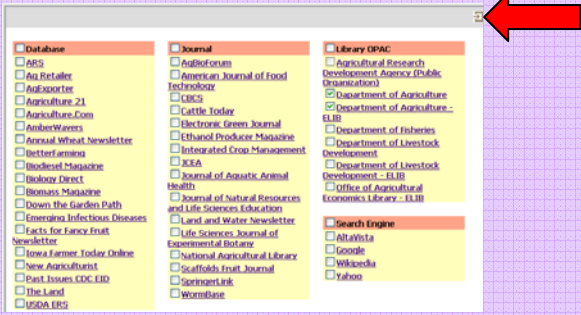 Database
ARS
Ag Retailer
AgExporter
Agriculture 21
Agriculture.Com
AmberWavers
Annual Wheat Newsletter
BetterFarming
Biodiesel Magazine
Biology Direct
Biomass Magazine
Down the Garden Path
Emerging Infectious Diseases
Facts for Fancy Fruit
Newsletter
Iowa Farmer Today Online
New Agriculturist
Past Issues CDC EID
The Land
USDA ERS
Journal
AgBioForum
American Journal of Food
Technology
CBCS
Cattle Today
Electronic Green Journal
Ethanol Producer Magazine
Integrated Crop Management
JCEA
Journal of Aquatic Animal
Health
Journal of Natural Resources
and Life Sciences Education
Land and Water Newsletter
Life Sciences Journal of
Experimental Botany
National Agricultural Library
Scaffolds Fruit Journal
SpringerLink
WormBase
Library OPAC
Agricultural Research
Development Agency (Public
Organization)
Dapartment of Agriculture
Department of Agriculture -
ELIB
Department of Fisheries
Department of Livestock
Development
Department of Livestock
Development - ELIB
Office of Agricultural
Economics Library - ELIB
Search Engine
AltaVista
Google
Wikipedia
Yahoo